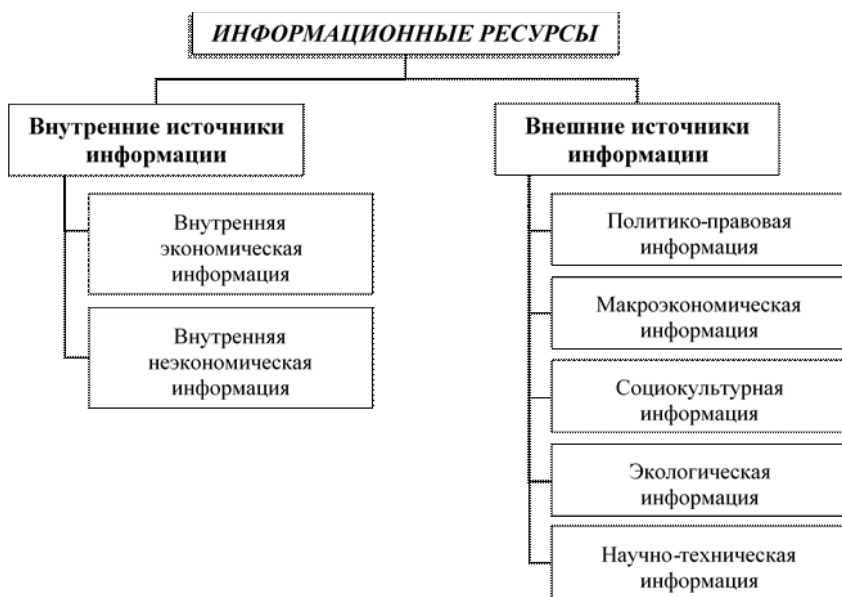 ИНФОРМАЦИОННЫЕ РЕСУРСЫ
Внутренние источники
информации
Внутренняя
экономическая
информация
Внутренняя
неэкономическая
информация
Внешние источники
информации
Политико-правовая
информация
Макроэкономическая
информация
Социокультурная
информация
Экологическая
информация
Научно-техническая
информация